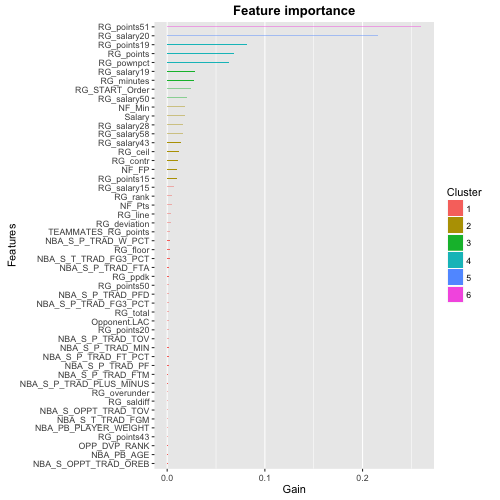 Feature importance
RG_points51
RG_salary20
RG_points19
RG_points
RG_pownpct
RG_salary19
RG_minutes
RG_START_Order
RG_salary50
NF_Min
Salary
RG_salary28
RG_salary58
RG_salary43
RG_ceil
RG_contr
NF_FP
RG_points15
RG_salary15
RG_rank
NF_Pts
RG_line
RG_deviation
TEAMMATES_RG_points
NBA_S_P_TRAD_W_PCT
RG_floor
NBA_S_T_TRAD_FG3_PCT
NBA_S_P_TRAD_FTA
RG_ppdk
RG_points50
NBA_S_P_TRAD_PFD
NBA_S_P_TRAD_FG3_PCT
RG_total
Opponent.LAC
RG_points20
NBA_S_P_TRAD_TOV
NBA_S_P_TRAD_MIN
NBA_S_P_TRAD_FT_PCT
NBA_S_P_TRAD_PF
NBA_S_P_TRAD_FTM
NBA_S_P_TRAD_PLUS_MINUS
RG_overunder
RG_saldiff
NBA_S_OPPT_TRAD_TOV
NBA_S_T_TRAD_FGM
NBA_PB_PLAYER_WEIGHT
RG_points43
OPP_DVP_RANK
NBA_PB_AGE
NBA_S_OPPT_TRAD_OREB
Features
0.0 0.1 0.2
Gain
Cluster
1
2
3
4
5
6